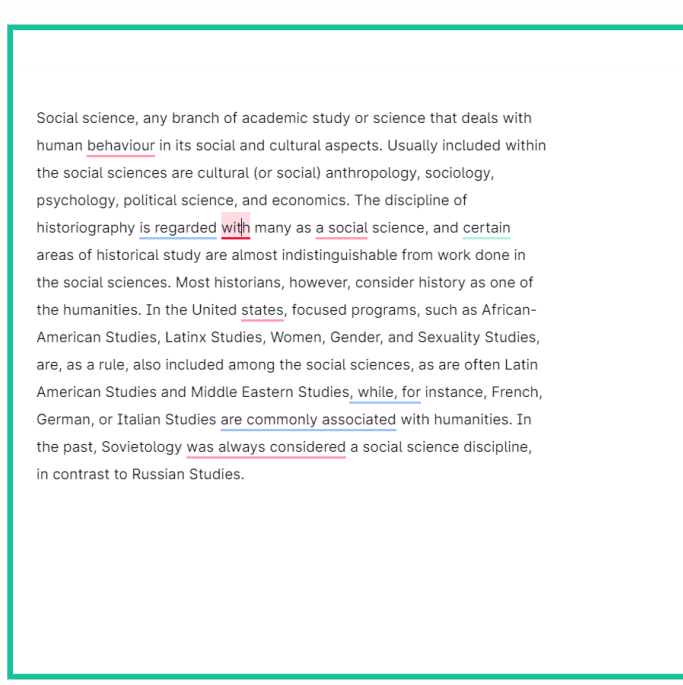 Social science, any branch of academic study or science that deals with
human behaviour in its social and cultural aspects. Usually included within
the social sciences are cultural (or social) anthropology, sociology,
psychology, political science, and economics. The discipline of
historiography is regarded with many as a social science, and certain
areas of historical study are almost indistinguishable from work done in
the social sciences. Most historians, however, consider history as one of
the humanities. In the United states, focused programs, such as African-
American Studies, Latinx Studies, Women, Gender, and Sexuality Studies,
are, as a rule, also included among the social sciences, as are often Latin
American Studies and Middle Eastern Studies, while, for instance, French,
German, or Italian Studies are commonly associated with humanities. In
the past, Sovietology was always considered a social science discipline,
in contrast to Russian Studies.